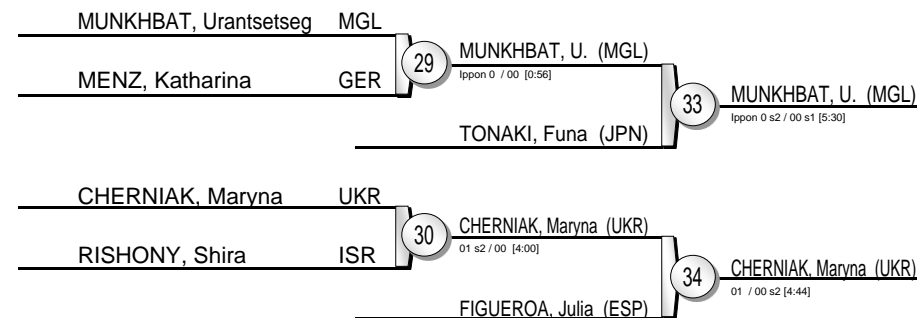 MUNKHBAT, Urantsetseg MGL
29
MUNKHBAT, U. (MGL)
Ippon 0 / 00 [0:56]
MENZ, Katharina GER
33
MUNKHBAT, U. (MGL)
Ippon 0 s2 / 00 s1 [5:30]
TONAKI, Funa (JPN)
CHERNIAK, Maryna UKR
30
CHERNIAK, Maryna (UKR)
01 s2 / 00 [4:00]
RISHONY, Shira ISR
34
CHERNIAK, Maryna (UKR)
01 / 00 s2 [4:44]
FIGUEROA, Julia (ESP)